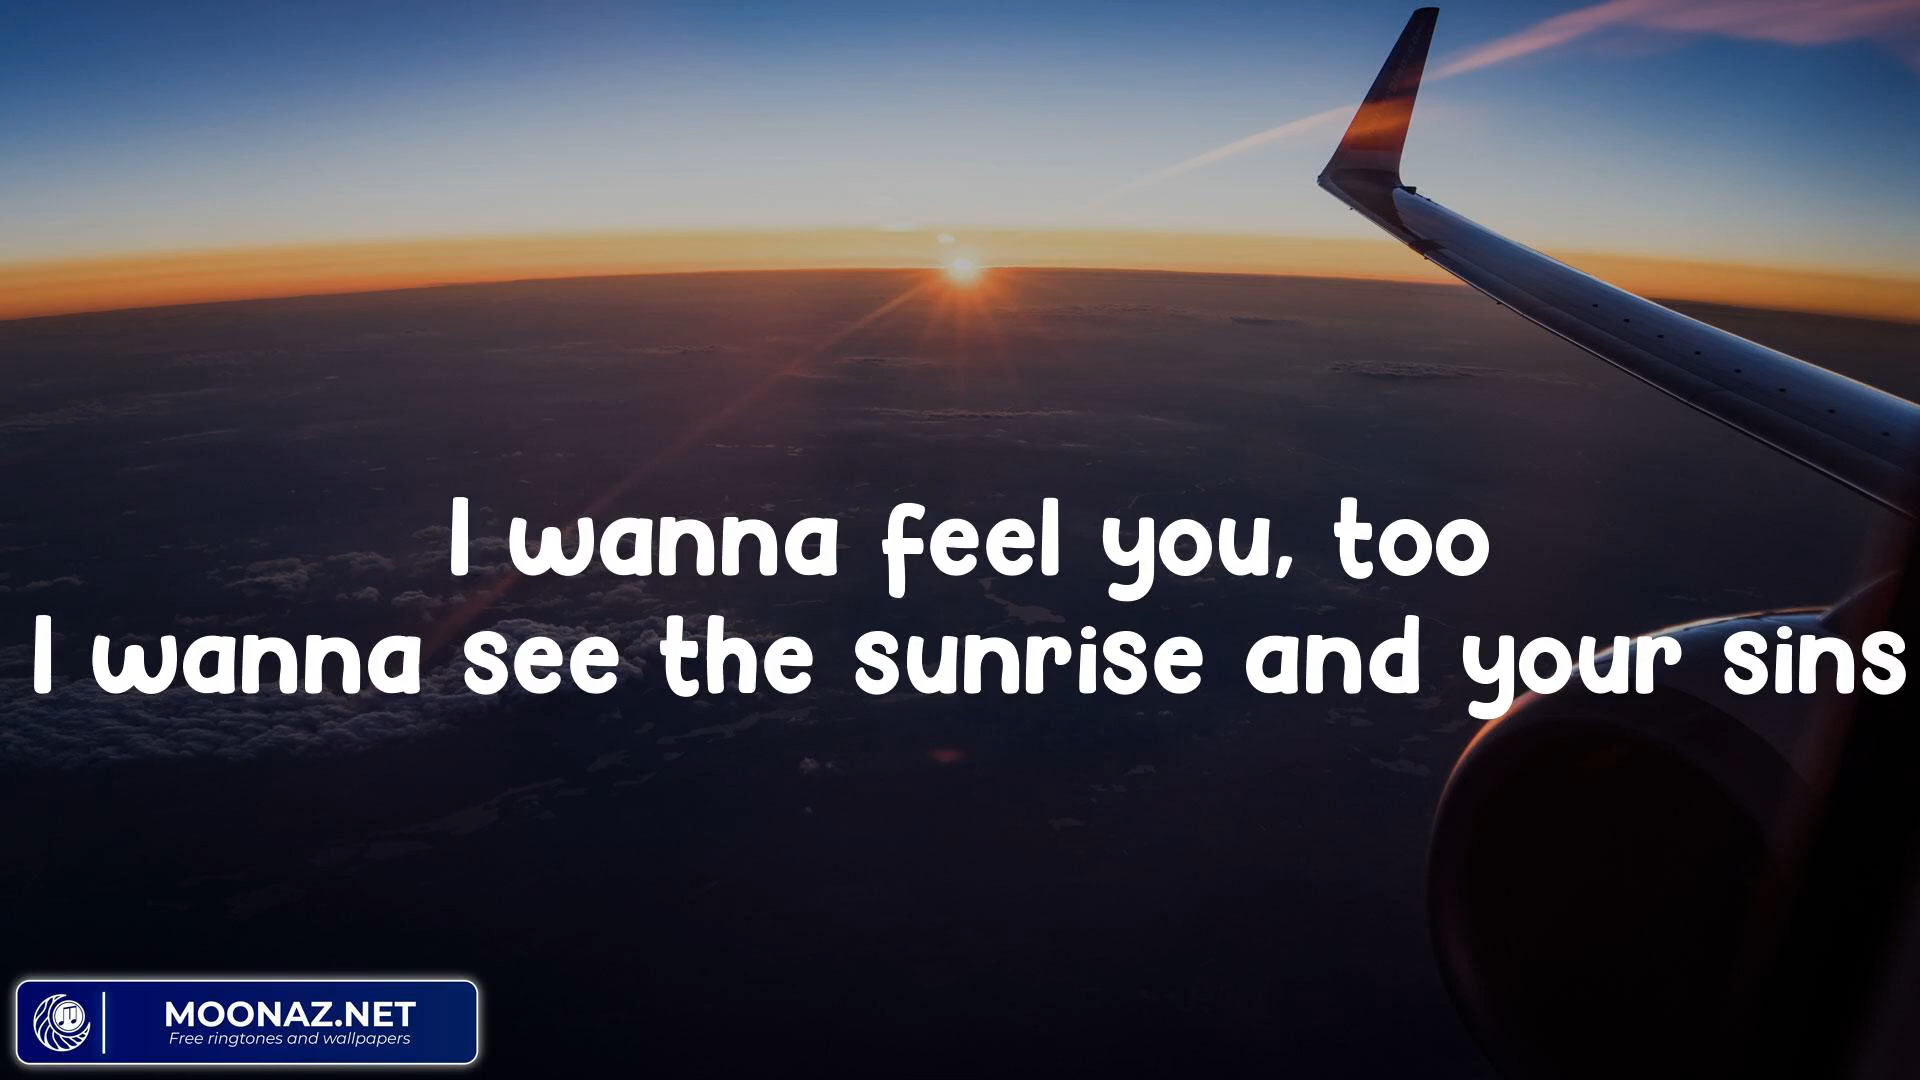 I wanna feel you, too
I wanna see the sunrise and your sins
MOONAZ.NET
Free ringtones and wallpapers